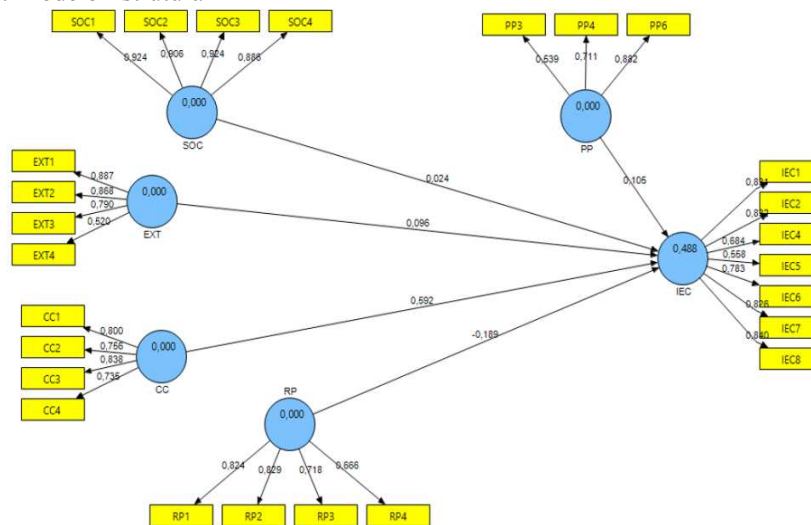 SOC1 SOC2 SOC3 SOC4
0,924 0,906 0,924 0,886
0,000
SOC
PP3 PP4 PP6
0,539 0,711 0,882
0,000
PP
EXT1
EXT2
EXT3
EXT4
0,887
0,868
0,790
0,520
0,000
EXT
0,024
0,105
0,096
0,592
-0,189
CC1
CC2
CC3
CC4
0,800
0,756
0,838
0,735
0,000
CC
RP
0,000
0,824 0,829 0,718 0,666
RP1 RP2 RP3 RP4
0,488
IEC
0,684
0,558
0,783
0,826
0,840
IEC1
IEC2
IEC4
IEC5
IEC6
IEC7
IEC8